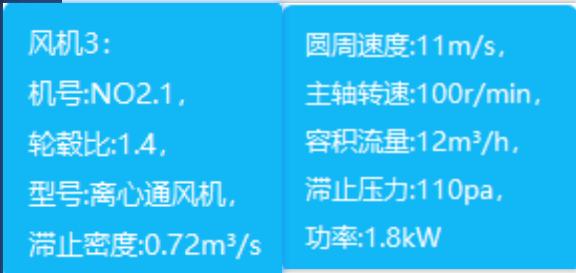 风机3：
机号:NO2.1，
轮毂比:1.4，
型号:离心通风机，
滞止密度:0.72m³/s
圆周速度:11m/s，
主轴转速:100r/min，
容积流量:12m³/h，
滞止压力:110pa，
功率:1.8kW